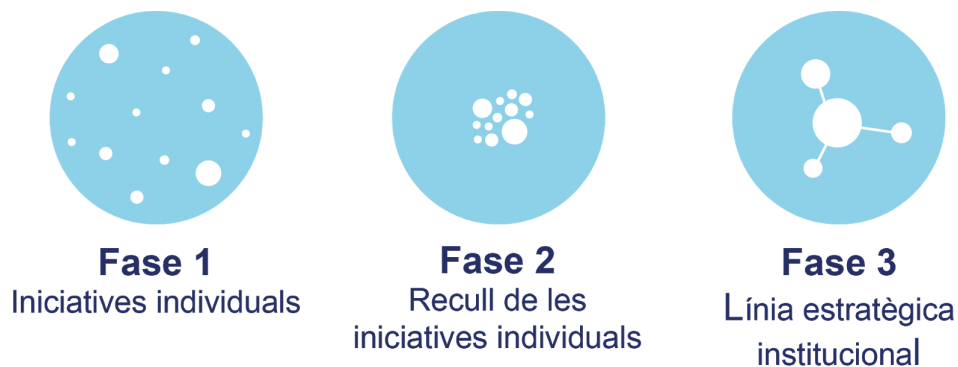 Fase 1
Iniciatives individuals
Fase 2
Recull de les
iniciatives individuals
Fase 3
Línia estratègica
institucional